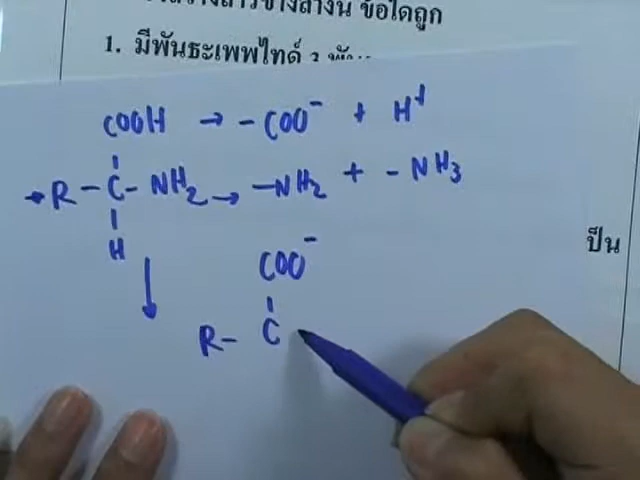 ข้อใดถูก
1. มีพันธะเพพไทด์ 3
COOH → -COO⁻ + H⁺
→ R - C - NH₂ → -NH₂ + - NH₃
H
COO⁻
R - C
ป็น